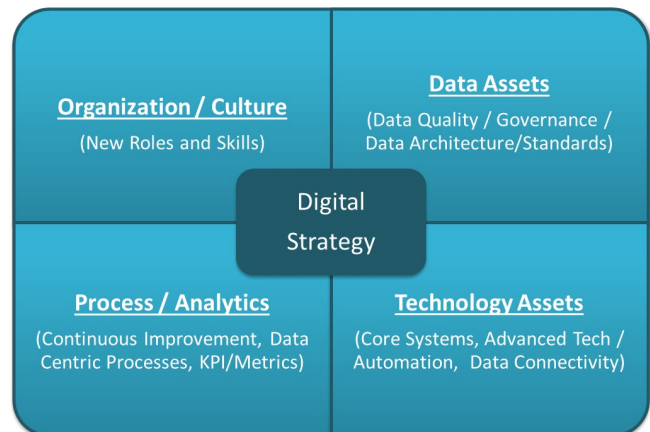 Organization / Culture
(New Roles and Skills)
Data Assets
(Data Quality / Governance /
Data Architecture/Standards)
Digital
Strategy
Process / Analytics
(Continuous Improvement, Data
Centric Processes, KPI/Metrics)
Technology Assets
(Core Systems, Advanced Tech /
Automation, Data Connectivity)